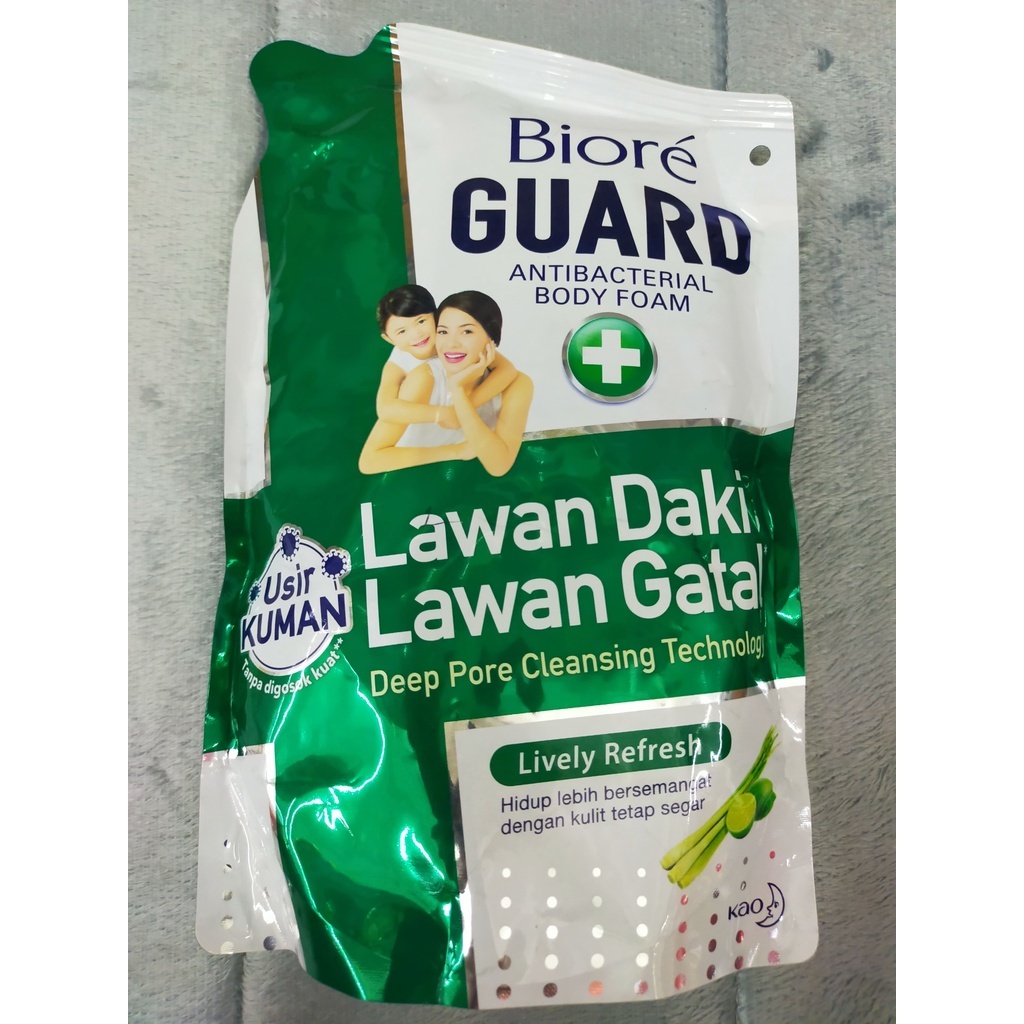 Bioré
GUARD
ANTIBACTERIAL
BODY FOAM
Lawan Daki
Lawan Gatal
Deep Pore Cleansing Technology
Usir
KUMAN
Tanpa digosok kuat**
Lively Refresh
Hidup lebih bersemangat
dengan kulit tetap segar
Kao